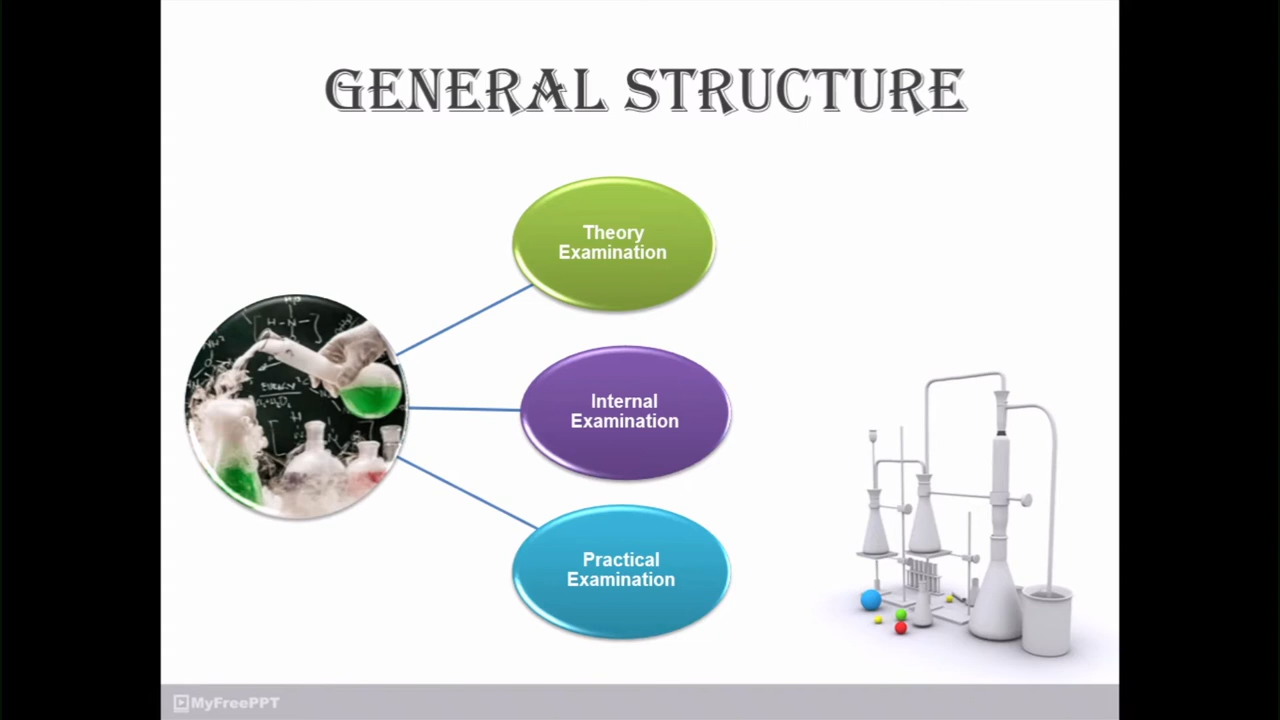 GENERAL STRUCTURE
Theory
Examination
Internal
Examination
Practical
Examination
MyFreePPT